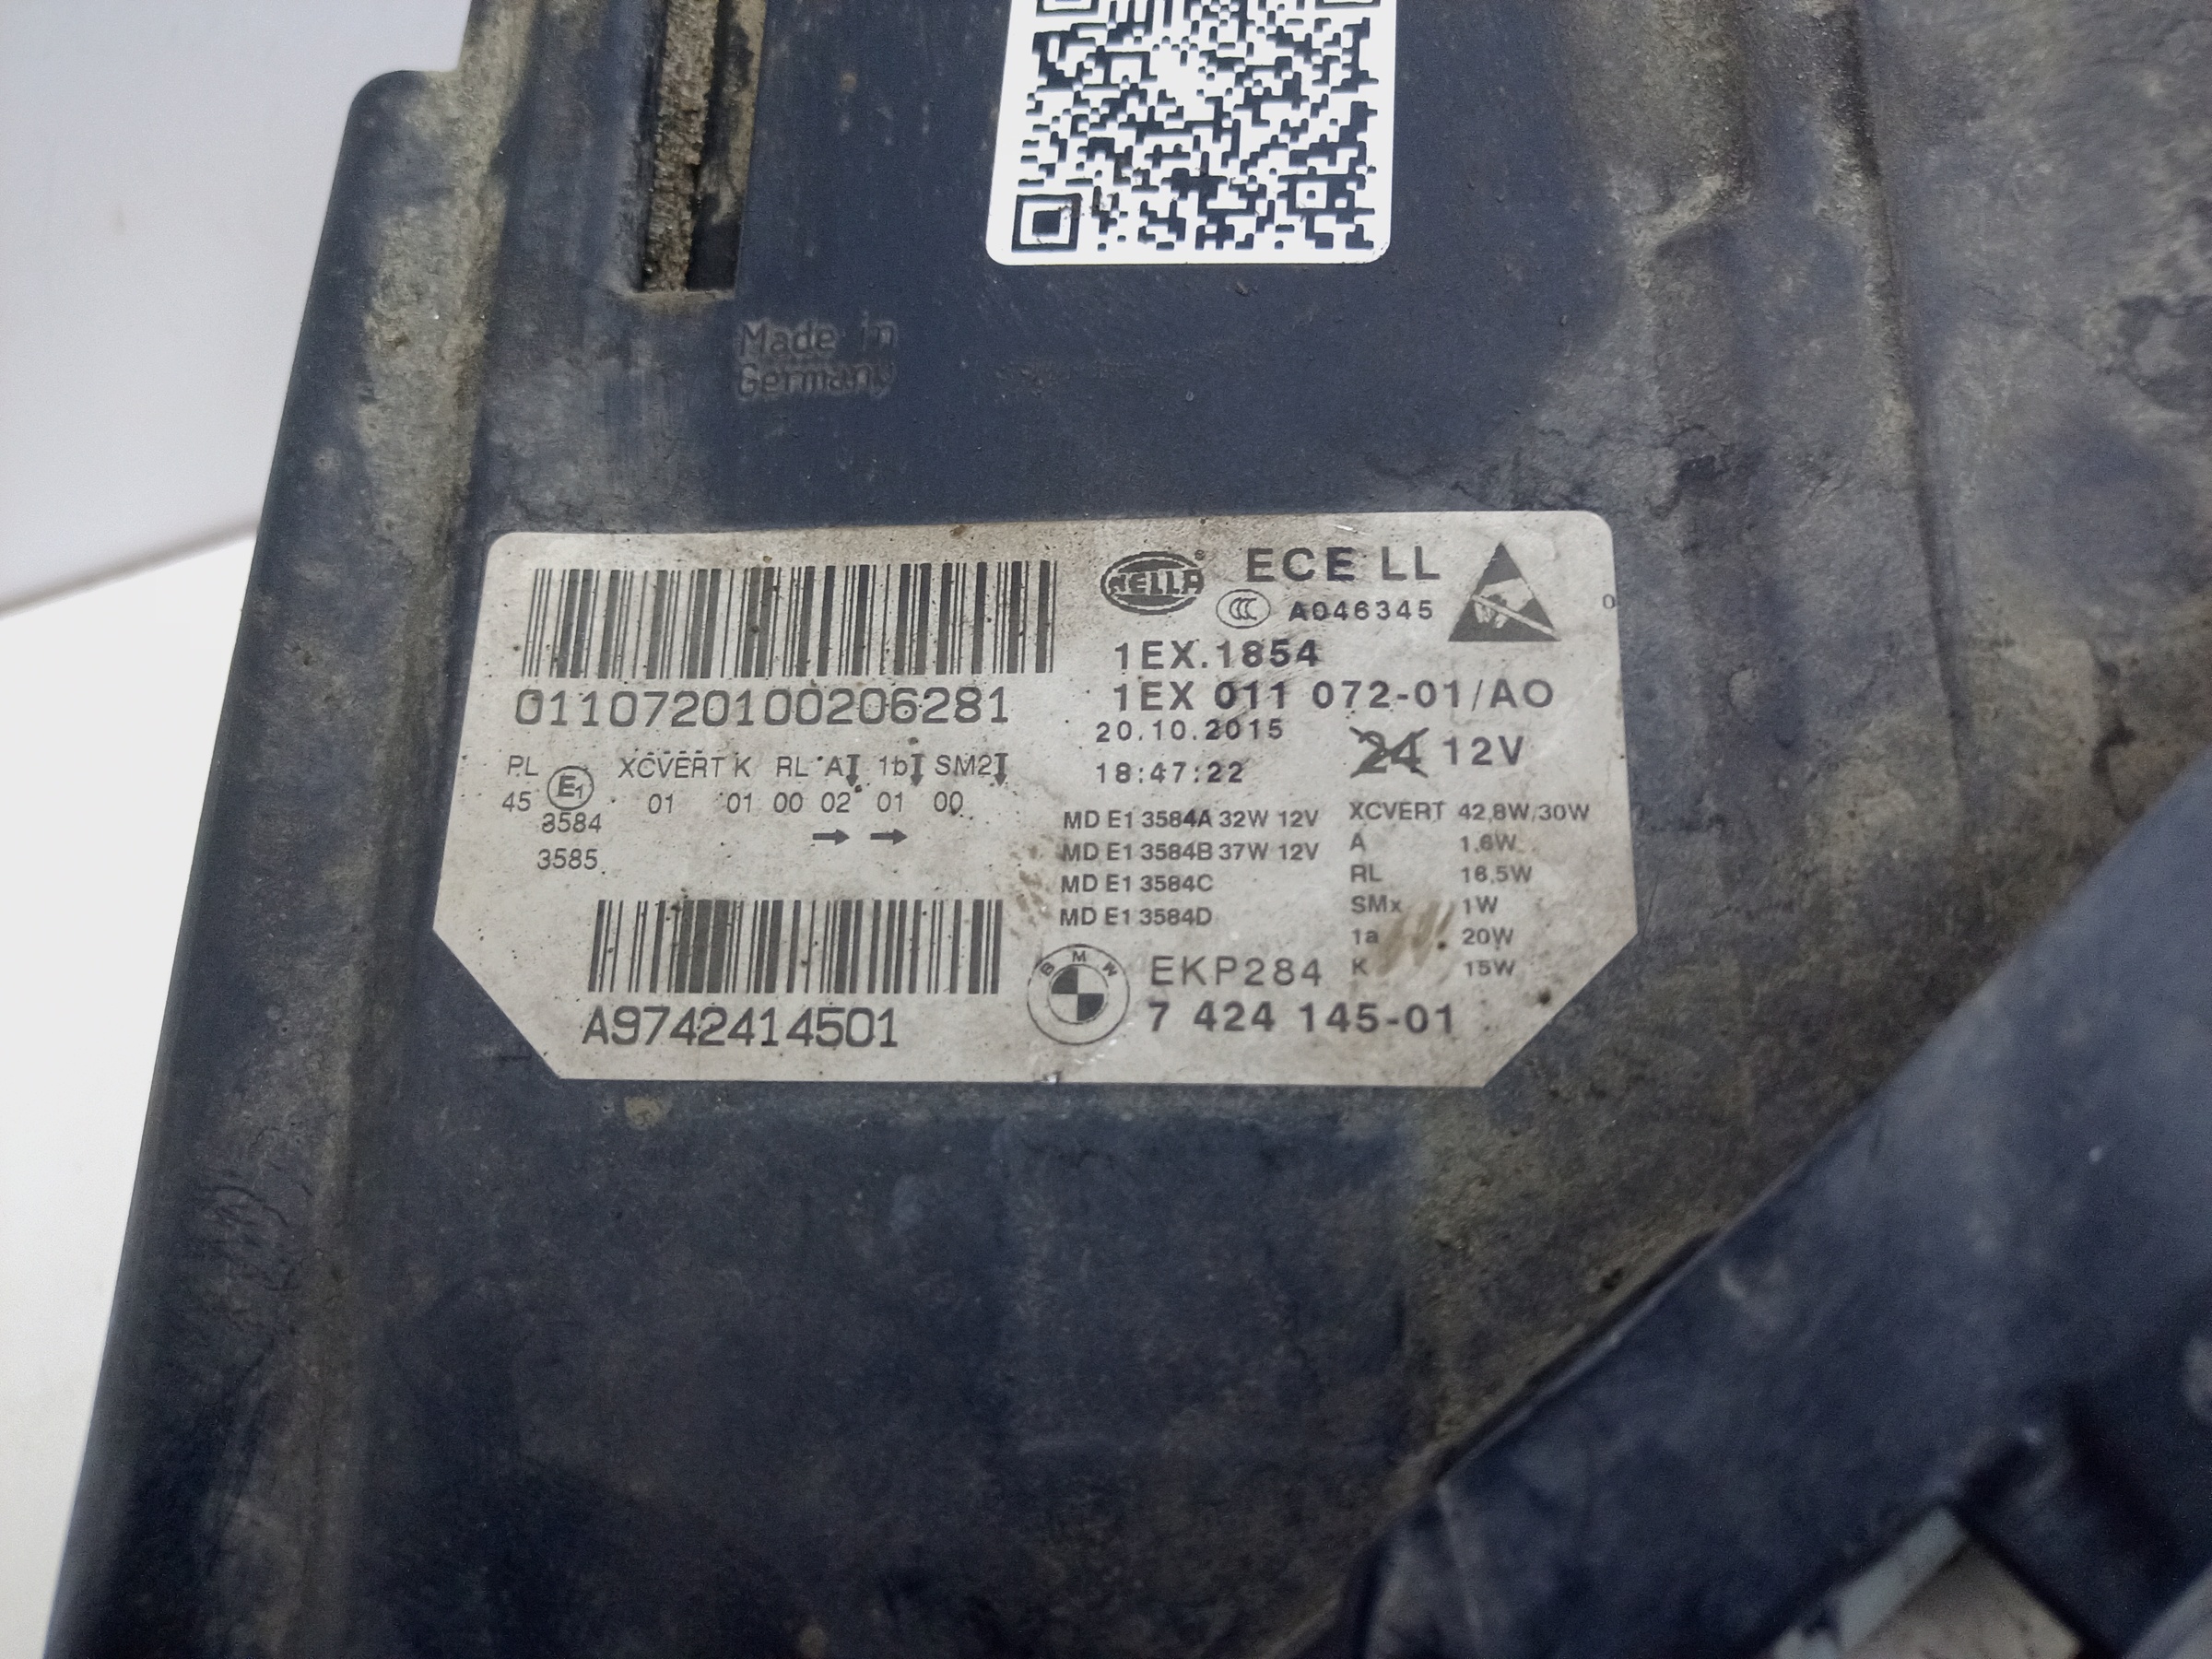 Made in
Germany
HELLA® ECE LL
CCC A046345
1EX.1854
1EX 011 072-01/AO
20.10.2015
18:47:22
24 12V
0110720100206281
PL E1 XCVERT K RL A 1b SM2
45 01 01 00 02 01 00
3584
3585
→ →
MD E1 3584A 32W 12V
MD E1 3584B 37W 12V
MD E1 3584C
MD E1 3584D
XCVERT 42,8W/30W
A 1,6W
RL 16,5W
SMx 1W
1a 20W
K 15W
A9742414501
BMW EKP284
7 424 145-01